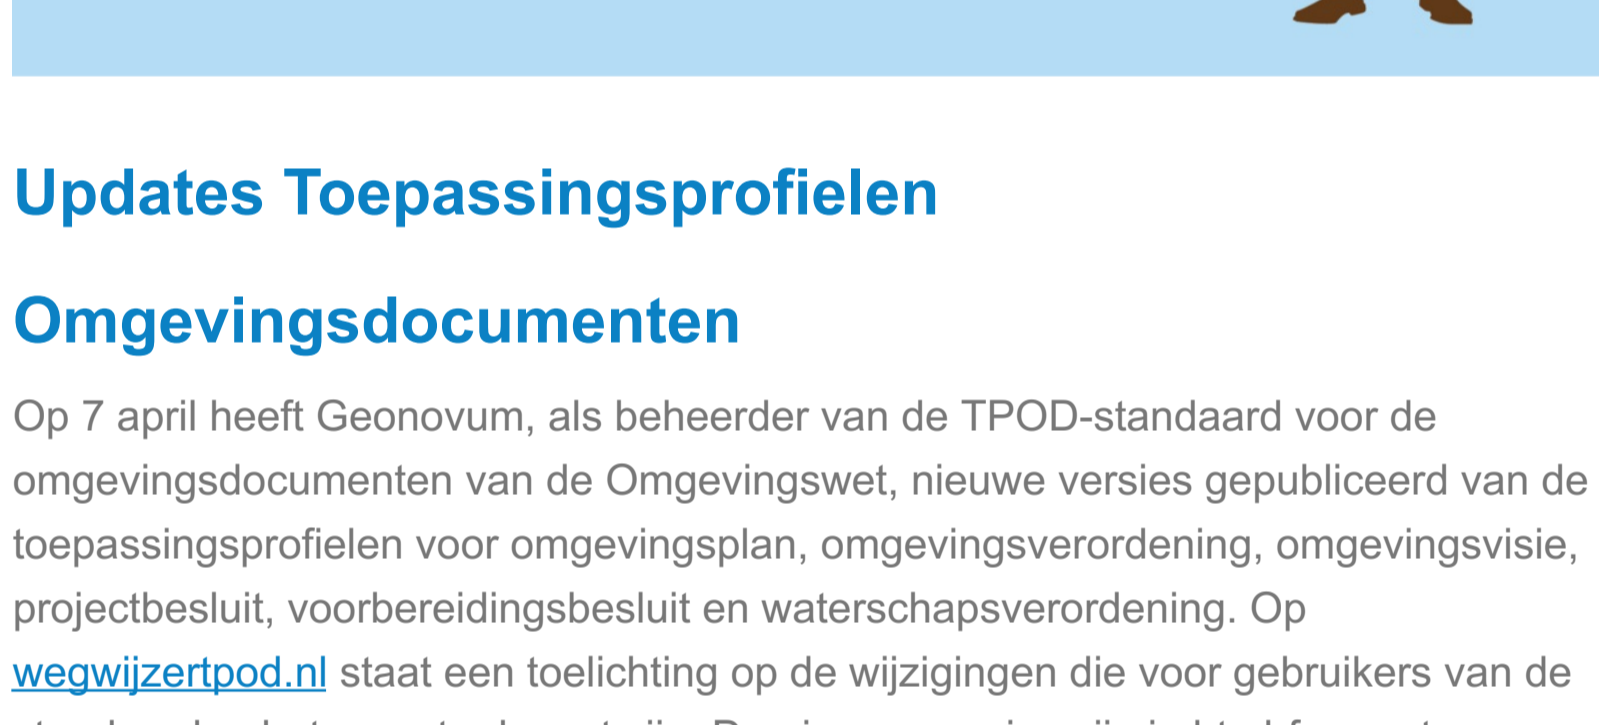 Updates Toepassingsprofielen
Omgevingsdocumenten
Op 7 april heeft Geonovum, als beheerder van de TPOD-standaard voor de
omgevingsdocumenten van de Omgevingswet, nieuwe versies gepubliceerd van de
toepassingsprofielen voor omgevingsplan, omgevingsverordening, omgevingsvisie,
projectbesluit, voorbereidingsbesluit en waterschapsverordening. Op
wegwijzertpod.nl staat een toelichting op de wijzigingen die voor gebruikers van de